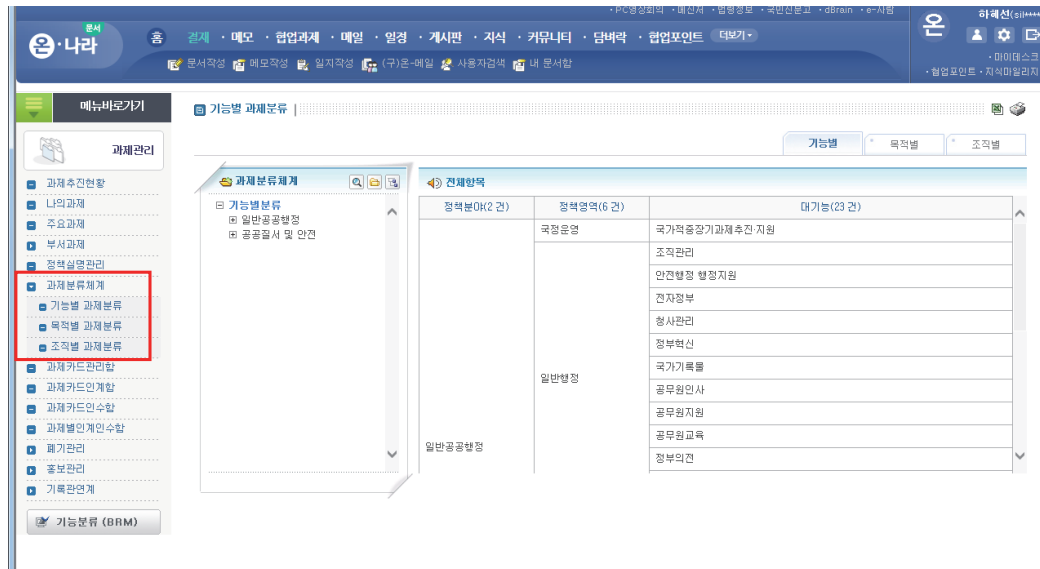 ·PC영상회의 ·메신저 ·법령정보 ·국민신문고 ·dBrain ·e-사람
온·나라 문서
홈 결재 ·메모 ·협업과제 ·메일 ·일정 ·게시판 ·지식 ·커뮤니티 ·담벼락 ·협업포인트 더보기
온 하혜선(sil****
문서작성 메모작성 일지작성 (구)온-메일 사용자검색 내 문서함
·마이데스크
·협업포인트 ·지식마일리지
메뉴바로가기
과제관리
과제추진현황
나의과제
주요과제
부서과제
정책실명관리
과제분류체계
기능별 과제분류
목적별 과제분류
조직별 과제분류
과제카드관리함
과제카드인계함
과제카드인수함
과제별인계인수함
폐기관리
홍보관리
기록관연계
기능분류 (BRM)
기능별 과제분류
기능별 목적별 조직별
과제분류체계
기능별분류
일반공공행정
공공질서 및 안전
전체항목
정책분야(2 건) 정책영역(6 건) 대기능(23 건)
국정운영 국가적중장기과제추진·지원
조직관리
안전행정 행정지원
전자정부
청사관리
정부혁신
국가기록물
일반행정
공무원인사
공무원지원
공무원교육
일반공공행정
정부의전